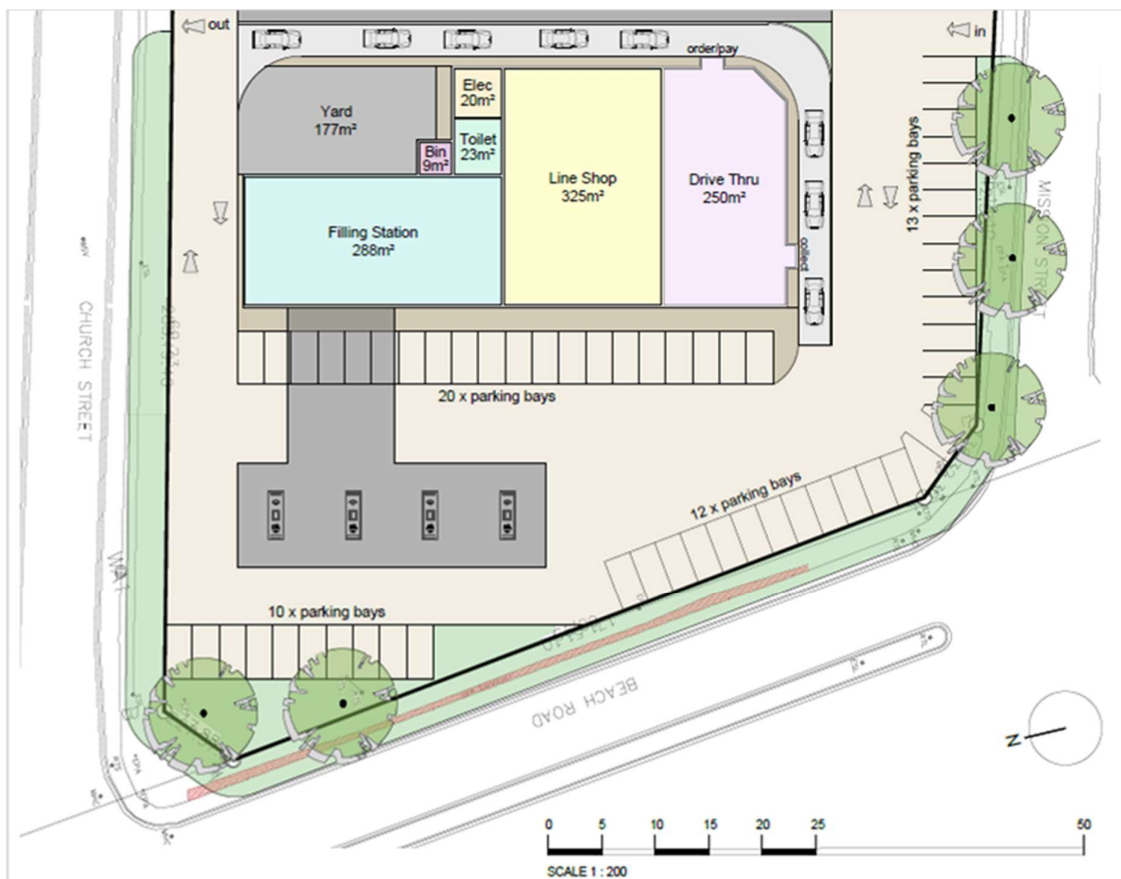 out
order/pay
in
Elec
20m²
Yard
177m²
Toilet
23m²
Bin
9m²
Line Shop
325m²
Drive Thru
250m²
13 x parking bays
MISSION STREET
Filling Station
288m²
collect
CHURCH STREET
20 x parking bays
12 x parking bays
10 x parking bays
BEACH ROAD
N
0 5 10 15 20 25 50
SCALE 1 : 200